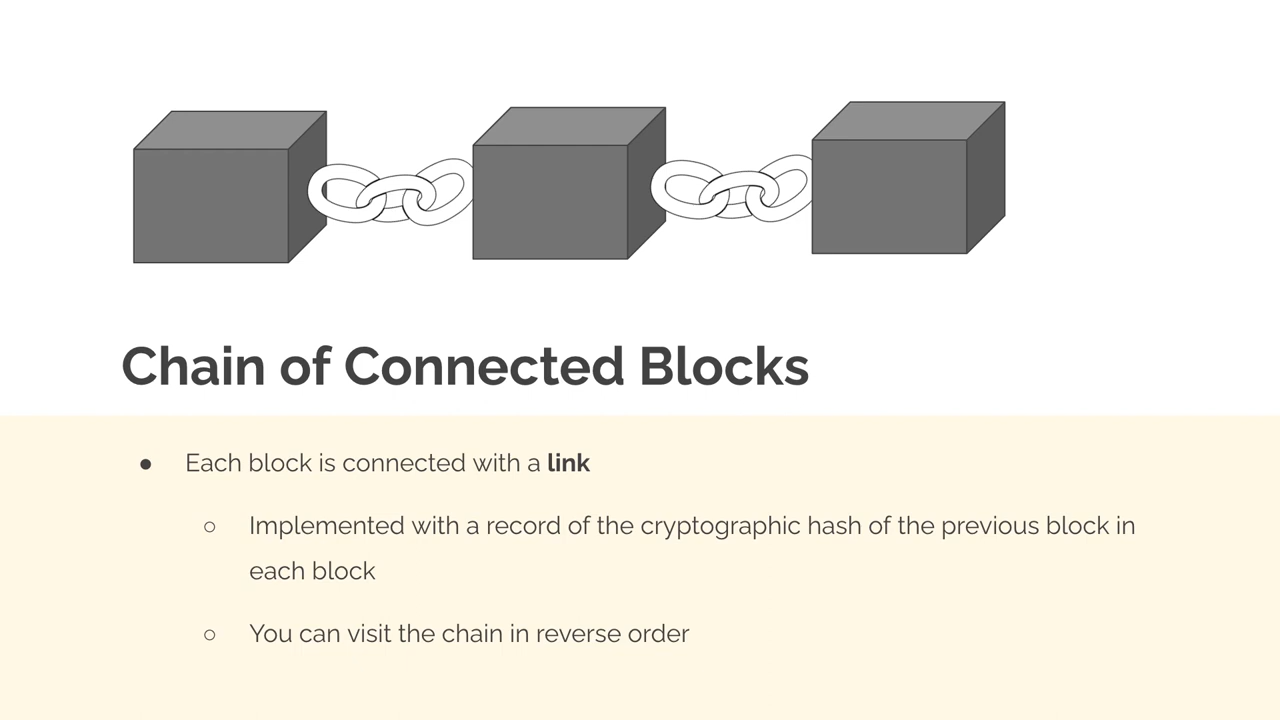 Chain of Connected Blocks
● Each block is connected with a link
○ Implemented with a record of the cryptographic hash of the previous block in
each block
○ You can visit the chain in reverse order